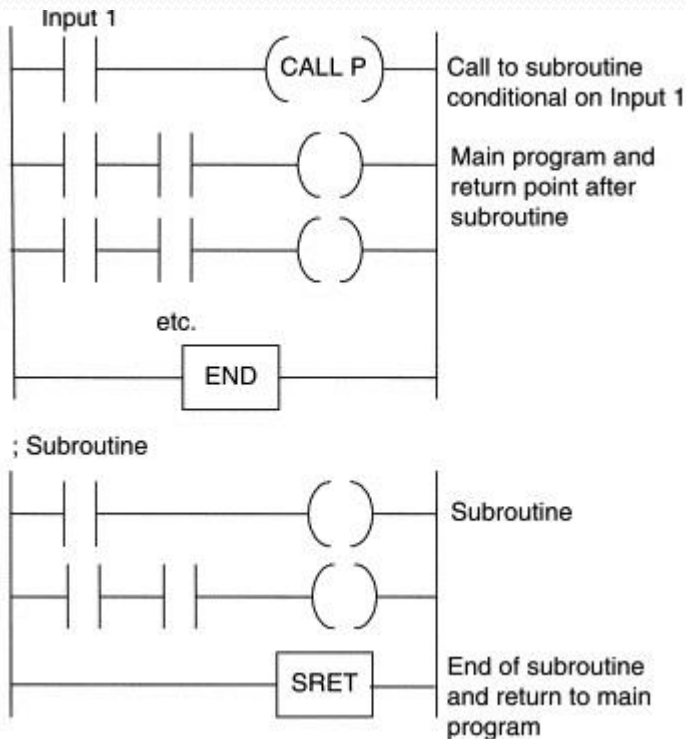 Input 1
CALL P
Call to subroutine
conditional on Input 1
Main program and
return point after
subroutine
etc.
END
; Subroutine
Subroutine
SRET
End of subroutine
and return to main
program